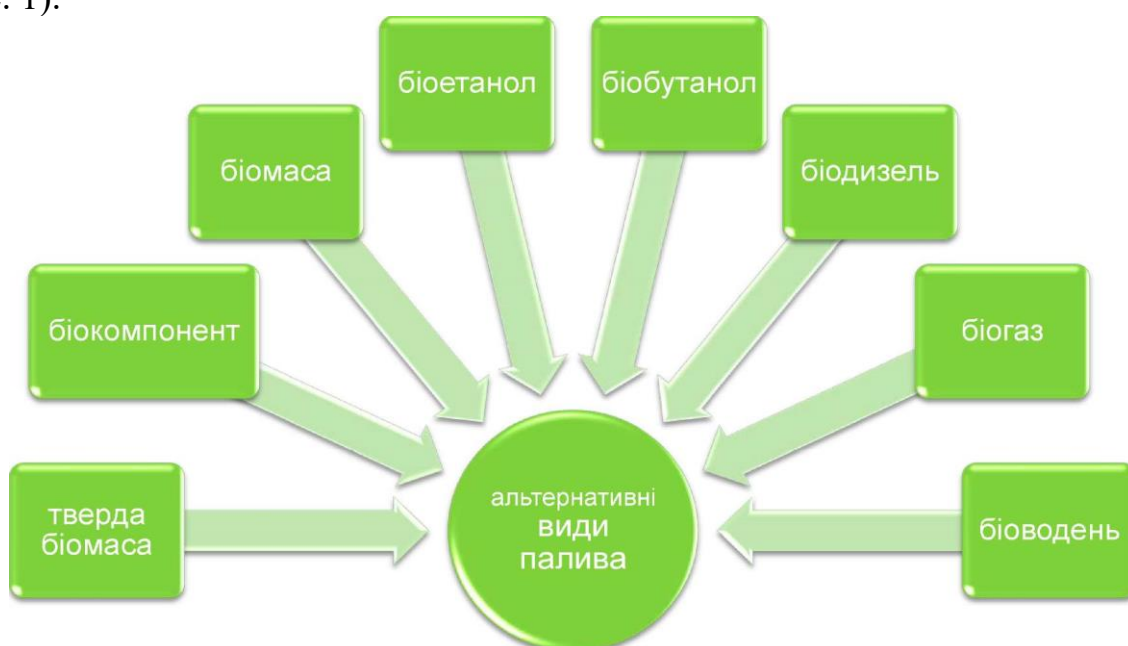 . 1).
біоетанол
біобутанол
біомаса
біодизель
біокомпонент
біогаз
тверда
біомаса
альтернативні
види
палива
біоводень